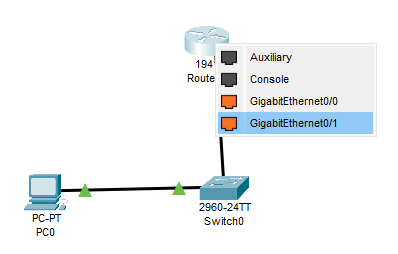 Auxiliary
194
Console
Route
GigabitEthernet0/0
GigabitEthernet0/1
2960-24TT
Switch0
PC-PT
PC0